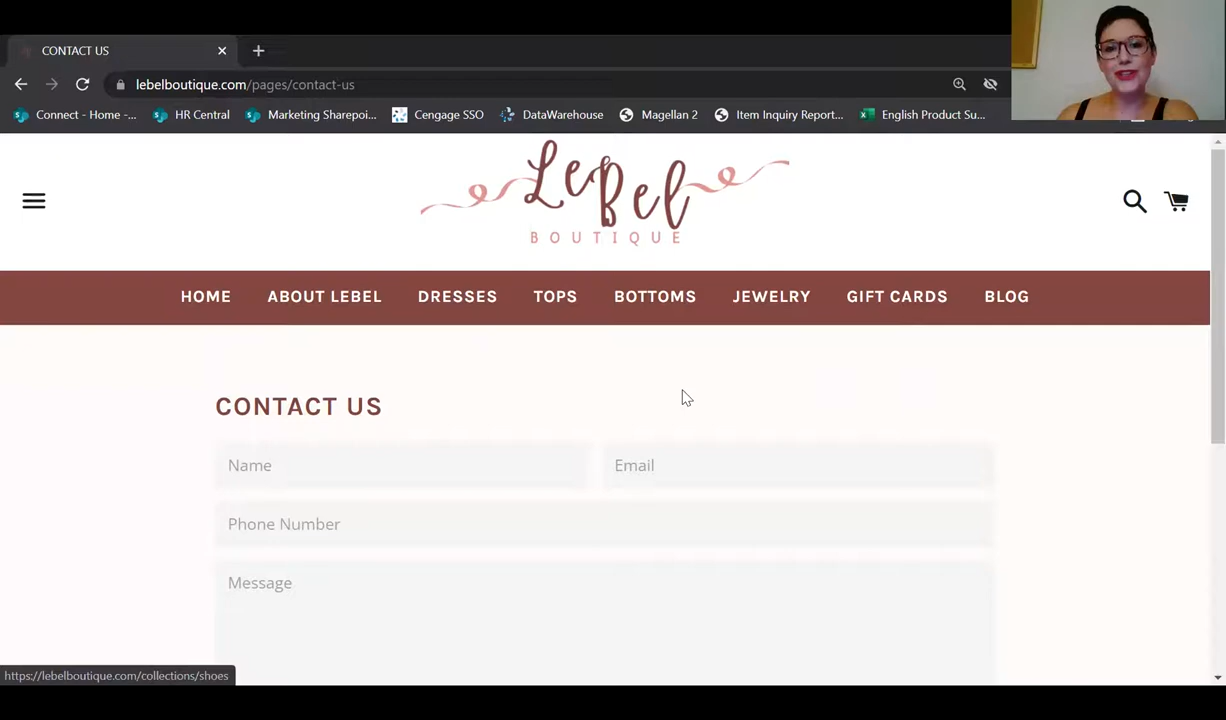 CONTACT US
lebelboutique.com/pages/contact-us
Connect - Home -... HR Central Marketing Sharepoi... Cengage SSO DataWarehouse Magellan 2 Item Inquiry Report... English Product Su...
LeBel
BOUTIQUE
HOME ABOUT LEBEL DRESSES TOPS BOTTOMS JEWELRY GIFT CARDS BLOG
CONTACT US
Name Email
Phone Number
Message
https://lebelboutique.com/collections/shoes